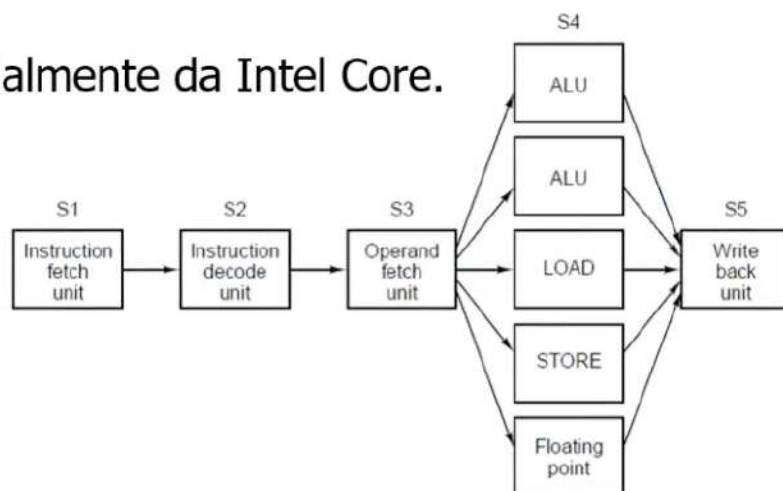 almente da Intel Core.
S4
ALU
ALU
S1
S2
S3
S5
Instruction
fetch
unit
Instruction
decode
unit
Operand
fetch
unit
LOAD
Write
back
unit
STORE
Floating
point